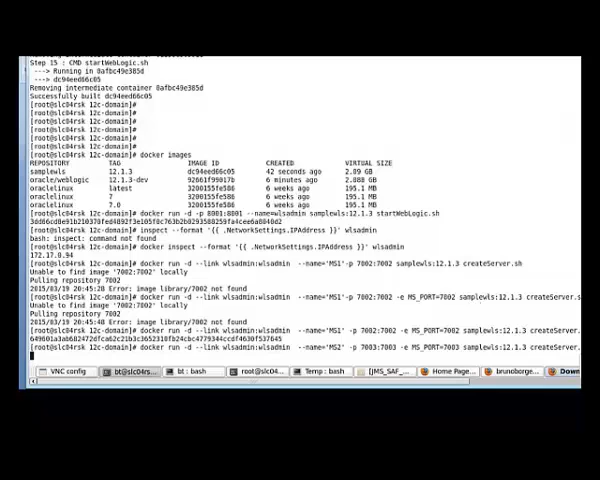 Step 15 : CMD startWebLogic.sh
---> Running in 8afbc49e385d
---> dc94eed66c05
Removing intermediate container 8afbc49e385d
Successfully built dc94eed66c05
[root@slc04rsk 12c-domain]#
[root@slc04rsk 12c-domain]#
[root@slc04rsk 12c-domain]#
[root@slc04rsk 12c-domain]#
[root@slc04rsk 12c-domain]#
[root@slc04rsk 12c-domain]# docker images
REPOSITORY TAG IMAGE ID CREATED VIRTUAL SIZE
samplewls 12.1.3 dc94eed66c05 42 seconds ago 2.89 GB
oracle/weblogic 12.1.3-dev 92661f99017b 6 minutes ago 2.888 GB
oraclelinux latest 3200155fe586 6 weeks ago 195.1 MB
oraclelinux 7 3200155fe586 6 weeks ago 195.1 MB
oraclelinux 7.0 3200155fe586 6 weeks ago 195.1 MB
[root@slc04rsk 12c-domain]# docker run -d -p 8001:8001 --name=wlsadmin samplewls:12.1.3 startWebLogic.sh
[root@slc04rsk 12c-domain]# inspect --format '{{ .NetworkSettings.IPAddress }}' wlsadmin
bash: inspect: command not found
[root@slc04rsk 12c-domain]# docker inspect --format '{{ .NetworkSettings.IPAddress }}' wlsadmin
172.17.0.94
[root@slc04rsk 12c-domain]# docker run -d --link wlsadmin:wlsadmin --name='MS1'-p 7002:7002 samplewls:12.1.3 createServer.sh
Unable to find image '7002:7002' locally
Pulling repository 7002
2015/03/19 20:45:28 Error: image library/7002 not found
[root@slc04rsk 12c-domain]# docker run -d --link wlsadmin:wlsadmin --name='MS1'-p 7002:7002 -e MS_PORT=7002 samplewls:12.1.3 createServer.s
Unable to find image '7002:7002' locally
Pulling repository 7002
2015/03/19 20:45:48 Error: image library/7002 not found
[root@slc04rsk 12c-domain]# docker run -d --link wlsadmin:wlsadmin --name='MS1' -p 7002:7002 -e MS_PORT=7002 samplewls:12.1.3 createServer.
[root@slc04rsk 12c-domain]# docker run -d --link wlsadmin:wlsadmin --name='MS2' -p 7003:7003 -e MS_PORT=7003 samplewls:12.1.3 createServer.
VNC config bt@slc04rs... bt : bash root@slc04... Temp : bash [JMS_SAF_... Home Page... brunoborge... Down